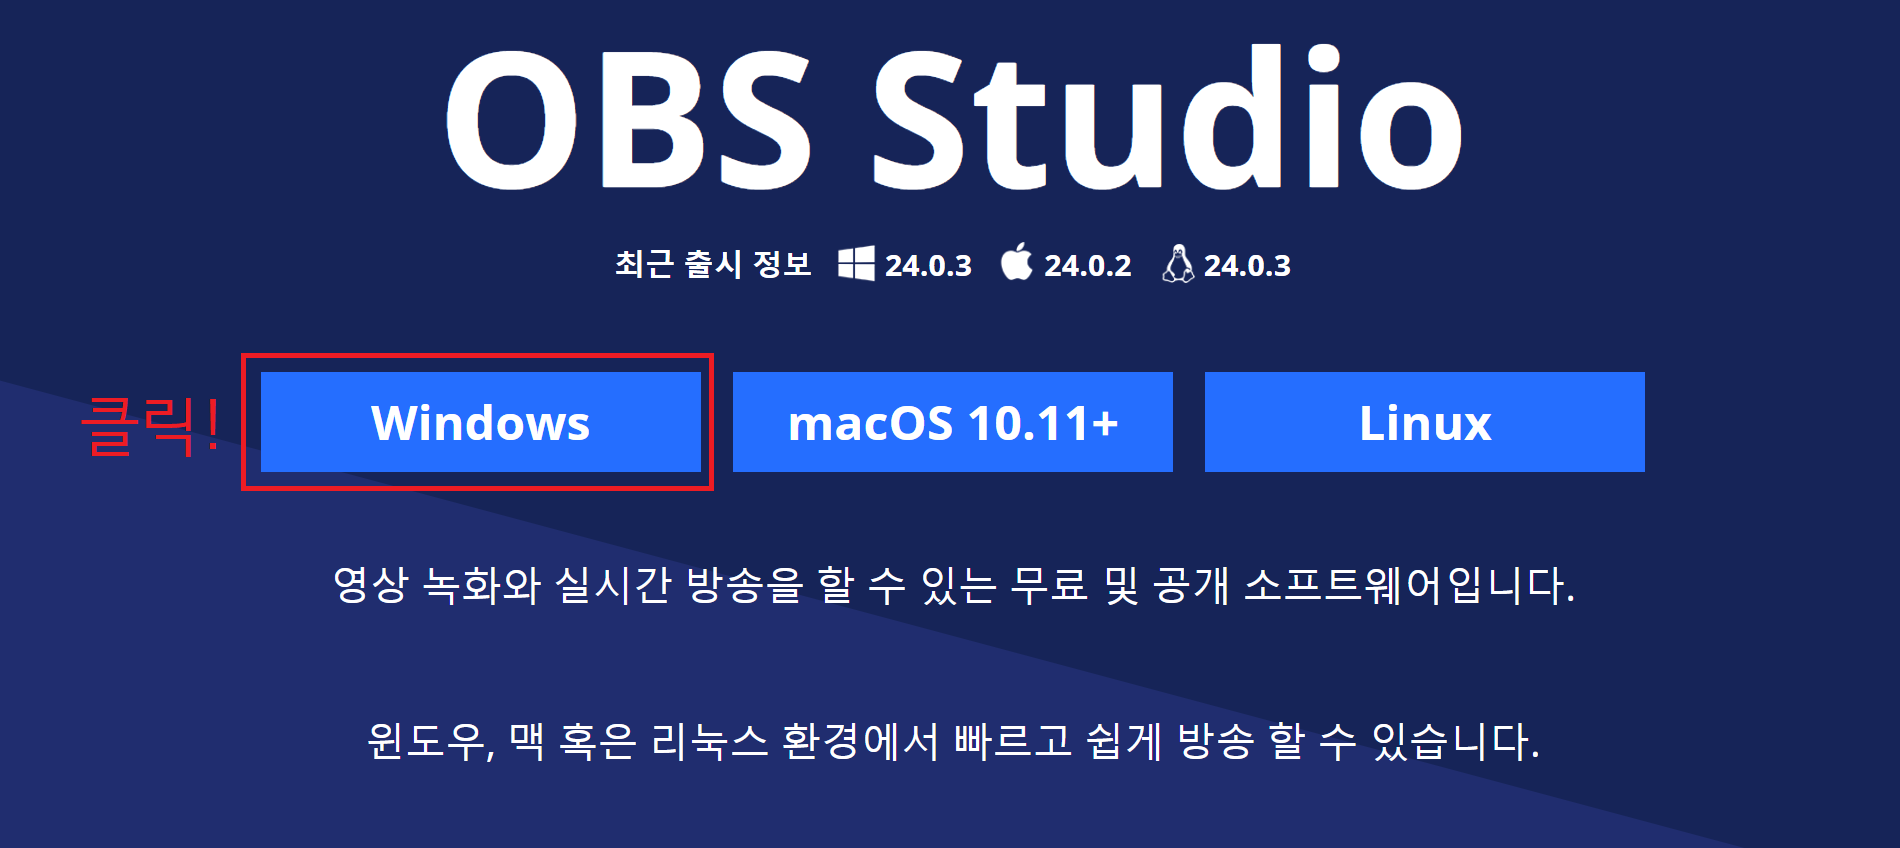 OBS Studio
최근 출시 정보 24.0.3 24.0.2 24.0.3
클릭! Windows macOS 10.11+ Linux
영상 녹화와 실시간 방송을 할 수 있는 무료 및 공개 소프트웨어입니다.
윈도우, 맥 혹은 리눅스 환경에서 빠르고 쉽게 방송 할 수 있습니다.